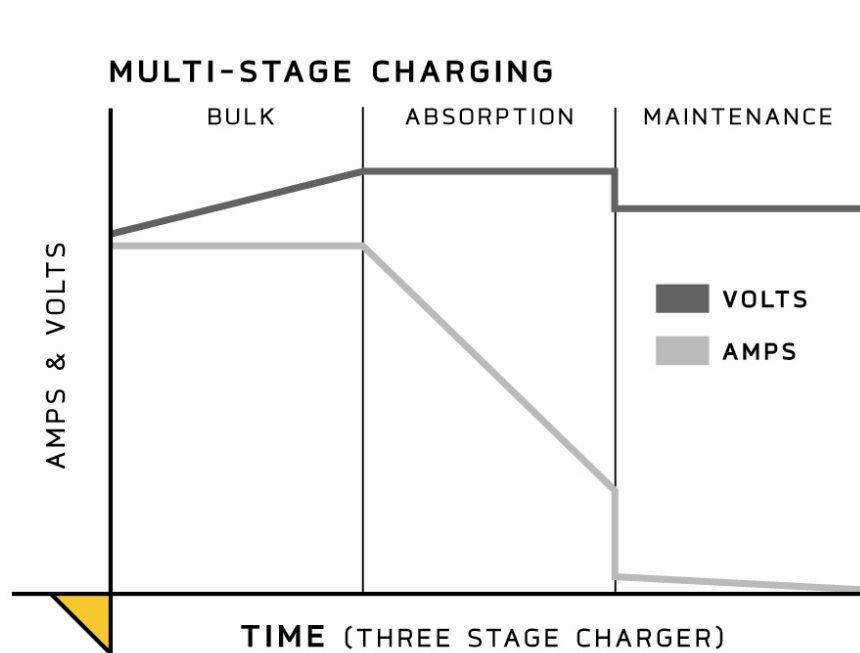 MULTI-STAGE CHARGING
BULK
ABSORPTION
MAINTENANCE
AMPS & VOLTS
VOLTS
AMPS
TIME (THREE STAGE CHARGER)